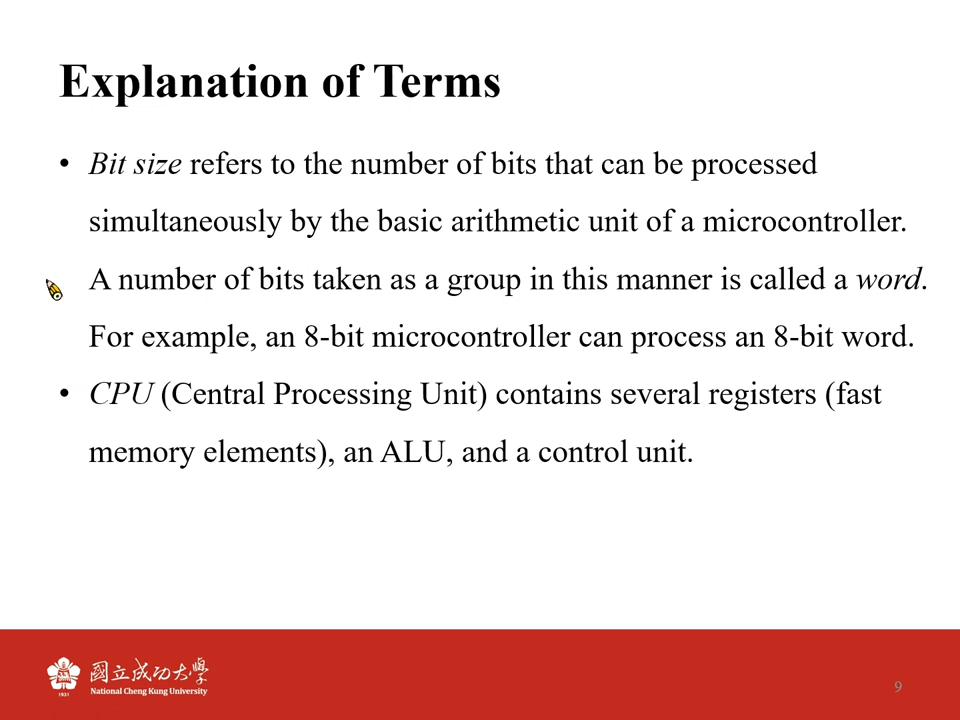 Explanation of Terms
• Bit size refers to the number of bits that can be processed
simultaneously by the basic arithmetic unit of a microcontroller.
A number of bits taken as a group in this manner is called a word.
For example, an 8-bit microcontroller can process an 8-bit word.
• CPU (Central Processing Unit) contains several registers (fast
memory elements), an ALU, and a control unit.
國立成功大學
National Cheng Kung University
1931
9